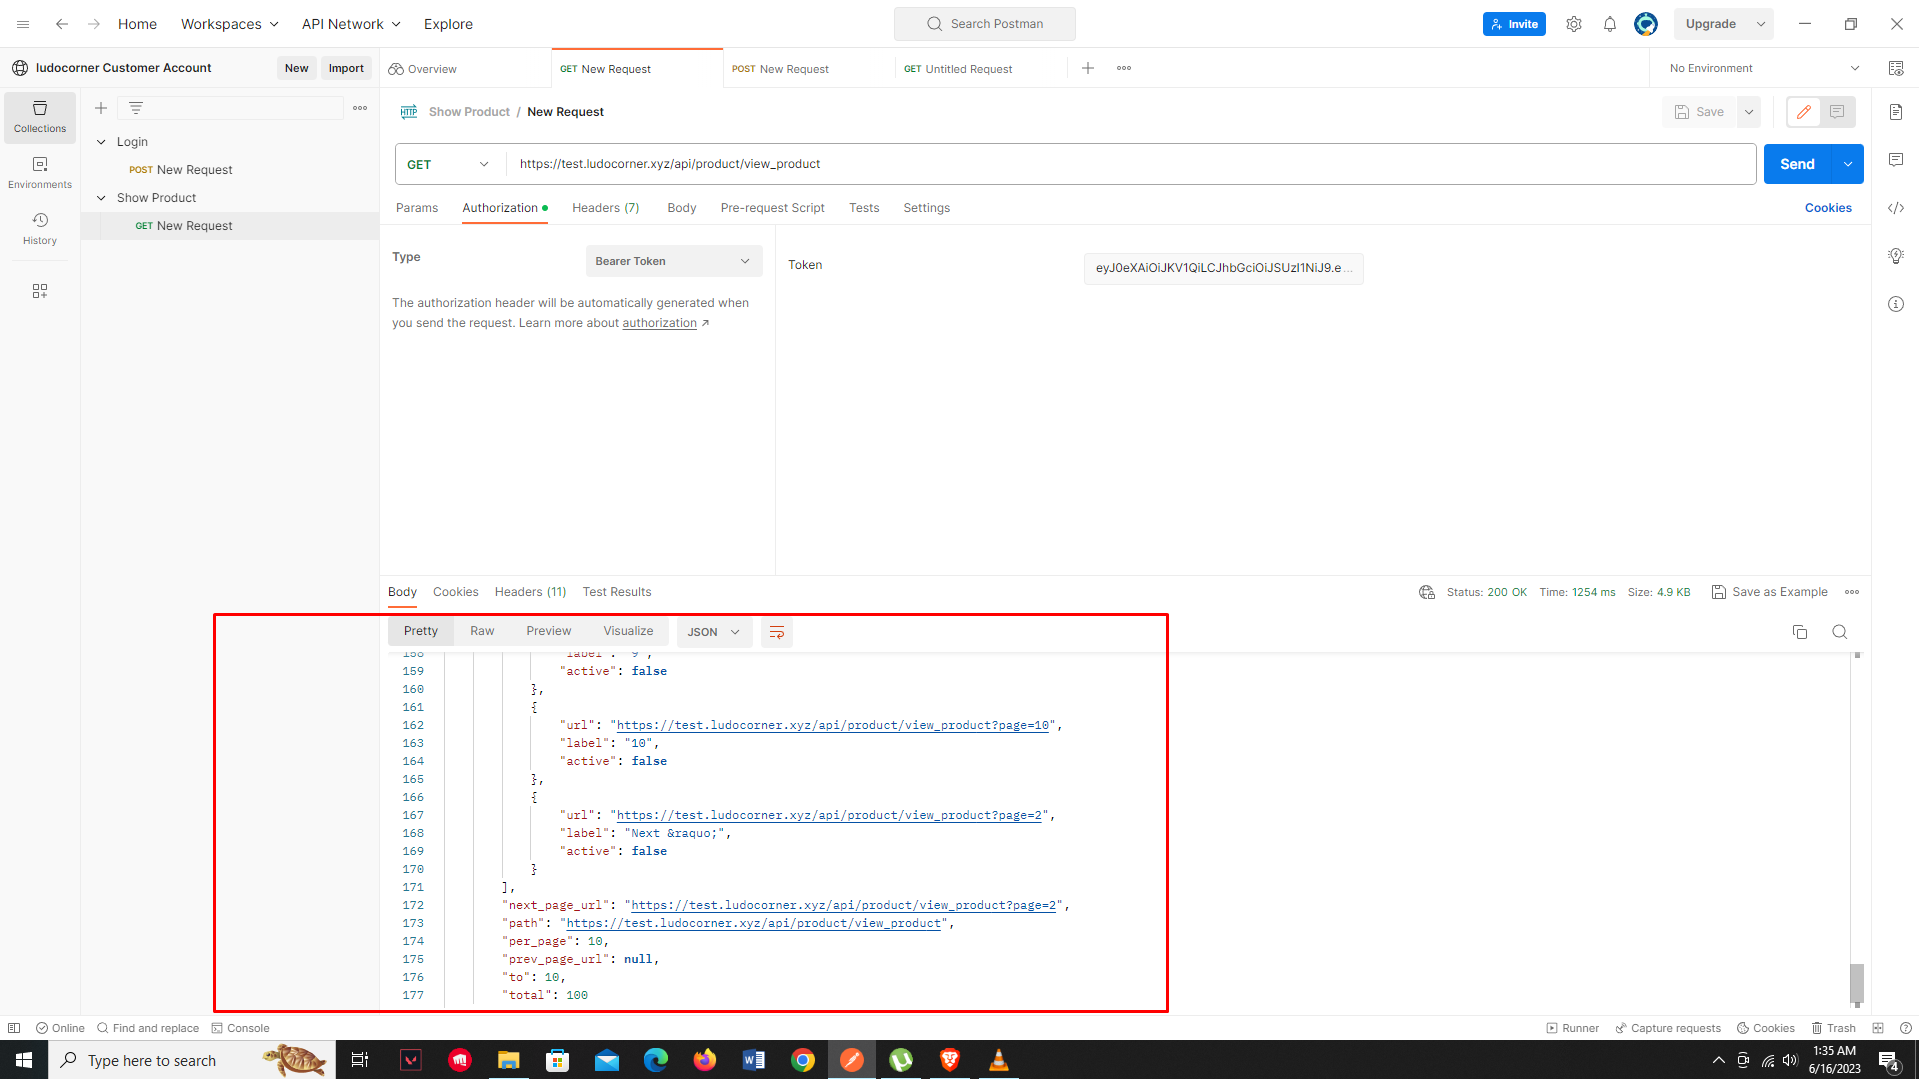 Home
Workspaces
API Network
Explore
Search Postman
Invite
Upgrade
ludocorner Customer Account
New
Import
Overview
GET New Request
POST New Request
GET Untitled Request
No Environment
Collections
Environments
History
Login
POST New Request
Show Product
GET New Request
HTTP
Show Product / New Request
Save
GET
https://test.ludocorner.xyz/api/product/view_product
Send
Params
Authorization
Headers (7)
Body
Pre-request Script
Tests
Settings
Cookies
Type
Bearer Token
The authorization header will be automatically generated when
you send the request. Learn more about authorization ↗
Token
eyJ0eXAiOiJKV1QiLCJhbGciOiJSUzI1NiJ9.e...
Body
Cookies
Headers (11)
Test Results
Status: 200 OK
Time: 1254 ms
Size: 4.9 KB
Save as Example
Pretty
Raw
Preview
Visualize
JSON
158 "label": "9",
159 "active": false
160 },
161 {
162 "url": "https://test.ludocorner.xyz/api/product/view_product?page=10",
163 "label": "10",
164 "active": false
165 },
166 {
167 "url": "https://test.ludocorner.xyz/api/product/view_product?page=2",
168 "label": "Next &raquo;",
169 "active": false
170 }
171 ],
172 "next_page_url": "https://test.ludocorner.xyz/api/product/view_product?page=2",
173 "path": "https://test.ludocorner.xyz/api/product/view_product",
174 "per_page": 10,
175 "prev_page_url": null,
176 "to": 10,
177 "total": 100
Online
Find and replace
Console
Runner
Capture requests
Cookies
Trash
Type here to search
1:35 AM
6/16/2023
4